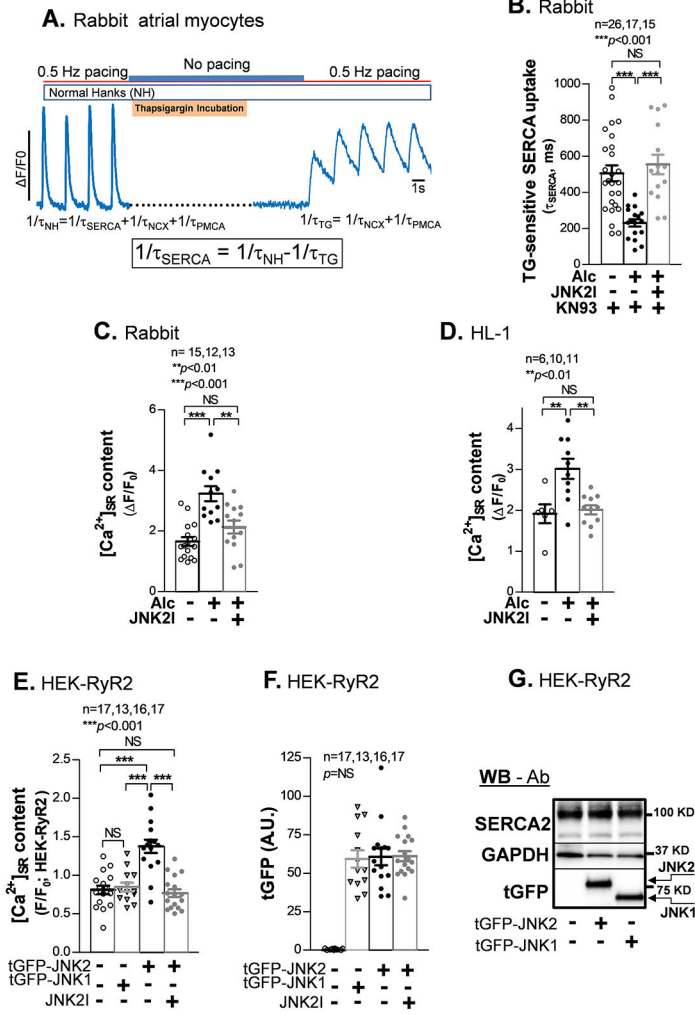 A. Rabbit atrial myocytes
No pacing
0.5 Hz pacing
0.5 Hz pacing
Normal Hanks (NH)
Thapsigargin Incubation
ΔF/F0
1s
1/τNH=1/τSERCA+1/τNCX+1/τPMCA
1/τTG= 1/τNCX+1/τPMCA
1/τSERCA = 1/τNH-1/τTG
B. Rabbit
n=26,17,15
***p<0.001
NS
*** ***
TG-sensitive SERCA uptake
(τSERCA, ms)
1000
800
600
400
200
0
Alc - + +
JNK2I - - +
KN93 + + +
C. Rabbit
n= 15,12,13
**p<0.01
***p<0.001
NS
*** **
[Ca2+]SR content
(ΔF/F0)
6
4
2
0
Alc - + +
JNK2I - - +
D. HL-1
n=6,10,11
**p<0.01
NS
** **
[Ca2+]SR content
(ΔF/F0)
4
3
2
1
0
Alc - + +
JNK2I - - +
E. HEK-RyR2
n=17,13,16,17
***p<0.001
NS
***
*** ***
NS
[Ca2+]SR content
(F/F0; HEK-RyR2)
2.5
2.0
1.5
1.0
0.5
0.0
tGFP-JNK2 - - + +
tGFP-JNK1 - + - -
JNK2I - - - +
F. HEK-RyR2
n=17,13,16,17
p=NS
tGFP (A.U.)
125
100
75
50
25
0
tGFP-JNK2 - - + +
tGFP-JNK1 - + - -
JNK2I - - - +
G. HEK-RyR2
WB - Ab
SERCA2
100 KD
GAPDH
37 KD
JNK2
tGFP
75 KD
JNK1
tGFP-JNK2 - + -
tGFP-JNK1 - - +